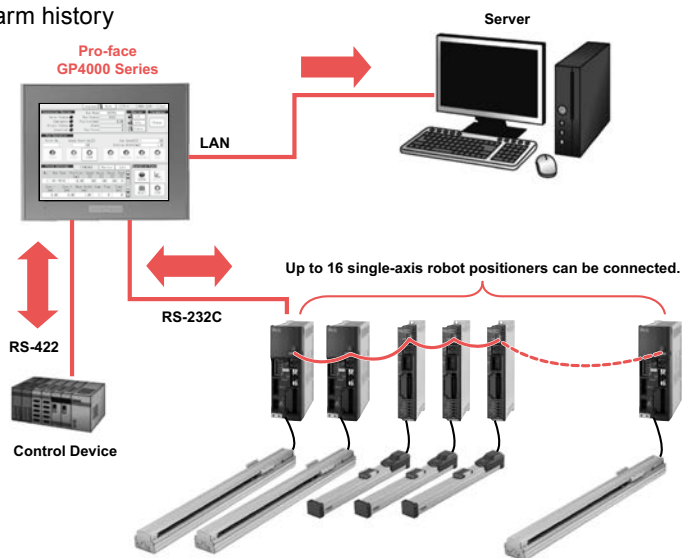 arm history
Server
Pro-face
GP4000 Series
LAN
Up to 16 single-axis robot positioners can be connected.
RS-232C
RS-422
Control Device